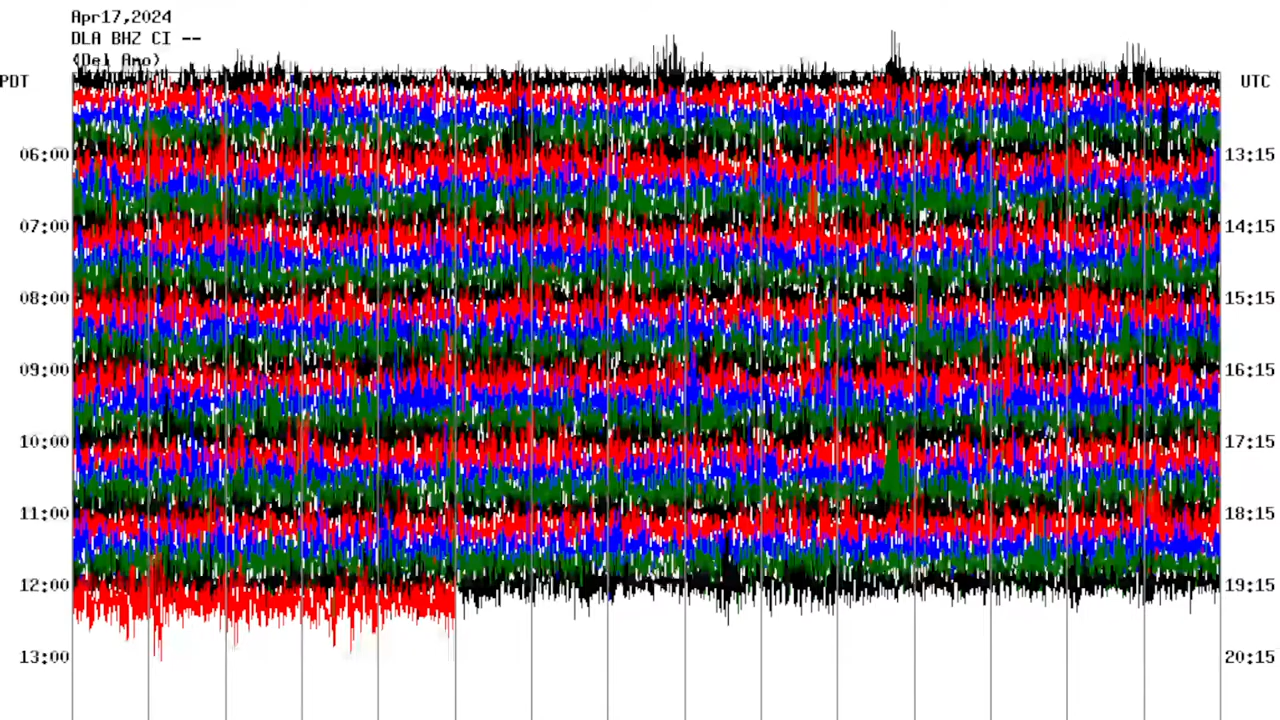 Apr17,2024
DLA BHZ CI --
(Del Amo)
PDT UTC
06:00 13:15
07:00 14:15
08:00 15:15
09:00 16:15
10:00 17:15
11:00 18:15
12:00 19:15
13:00 20:15